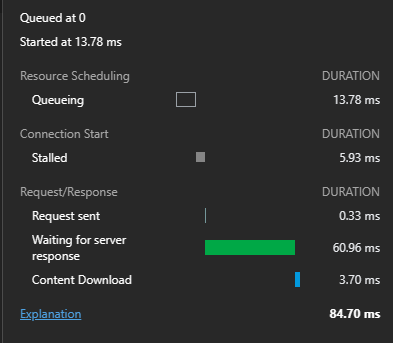 Queued at 0
Started at 13.78 ms
Resource Scheduling DURATION
Queueing 13.78 ms
Connection Start DURATION
Stalled 5.93 ms
Request/Response DURATION
Request sent 0.33 ms
Waiting for server
response 60.96 ms
Content Download 3.70 ms
Explanation 84.70 ms